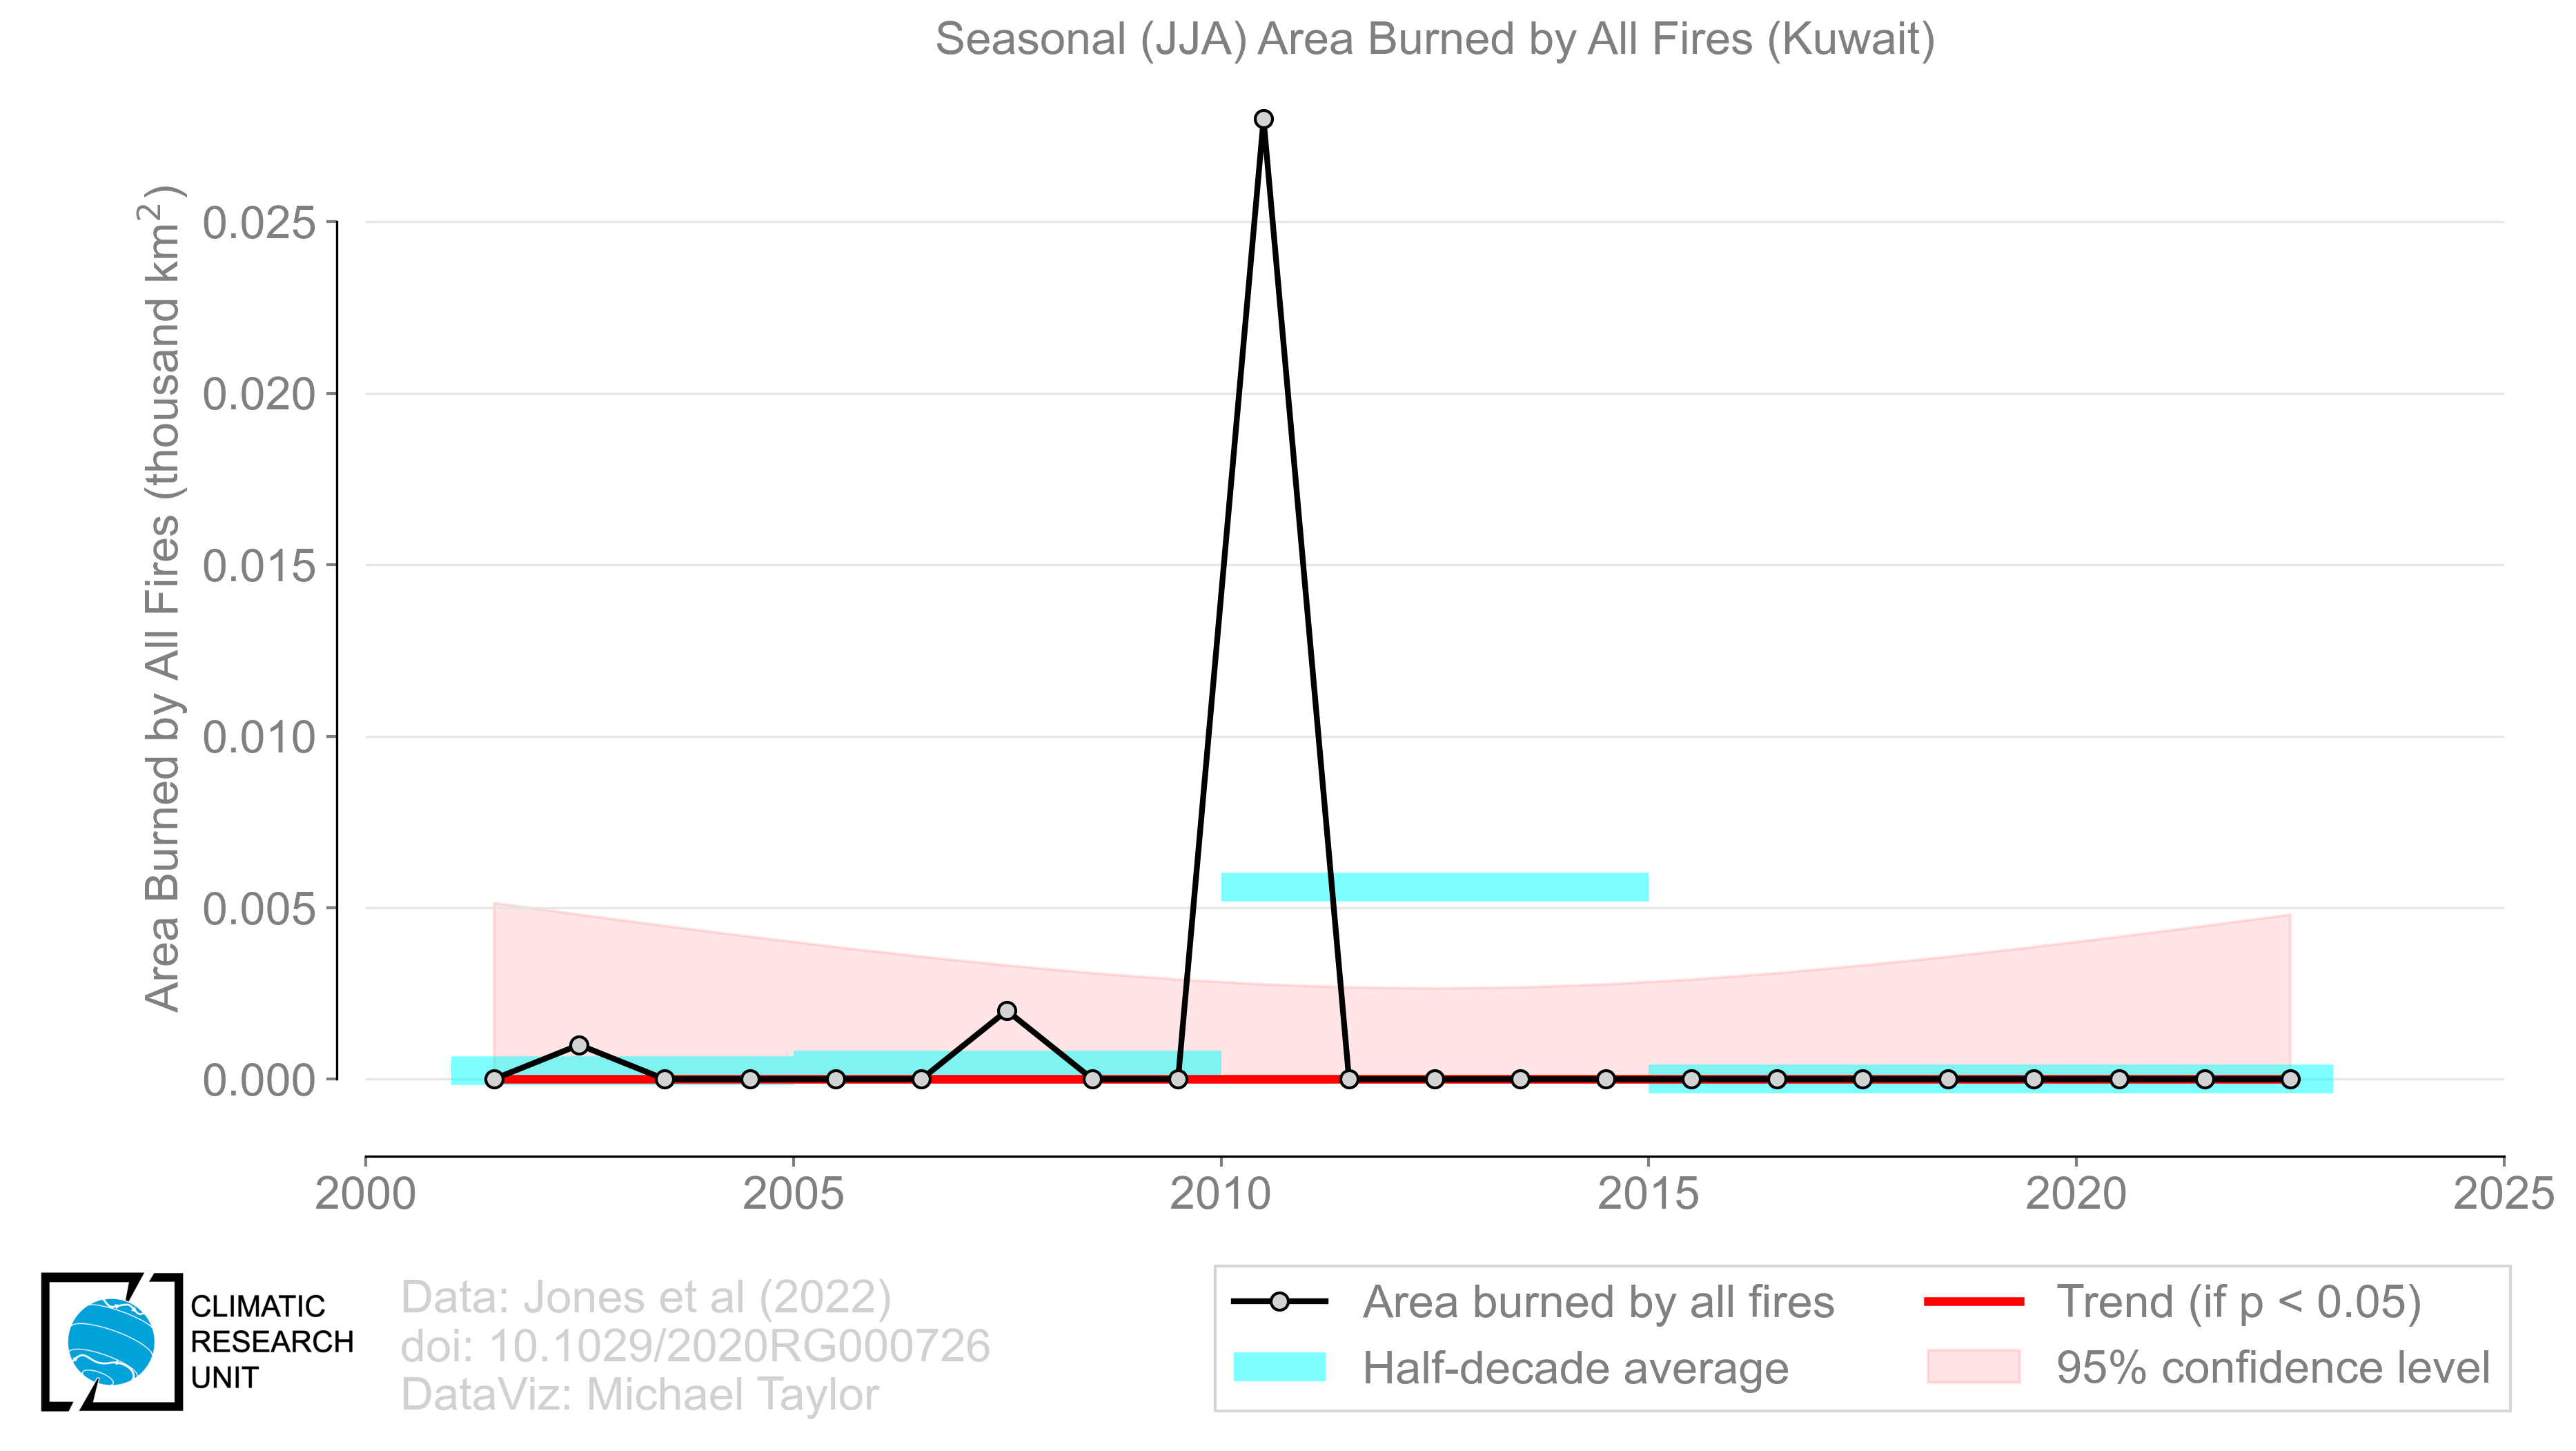 Seasonal (JJA) Area Burned by All Fires (Kuwait)
Area Burned by All Fires (thousand km²)
0.025
0.020
0.015
0.010
0.005
0.000
2000 2005 2010 2015 2020 2025
CLIMATIC
RESEARCH
UNIT
Data: Jones et al (2022)
doi: 10.1029/2020RG000726
DataViz: Michael Taylor
Area burned by all fires
Half-decade average
Trend (if p < 0.05)
95% confidence level